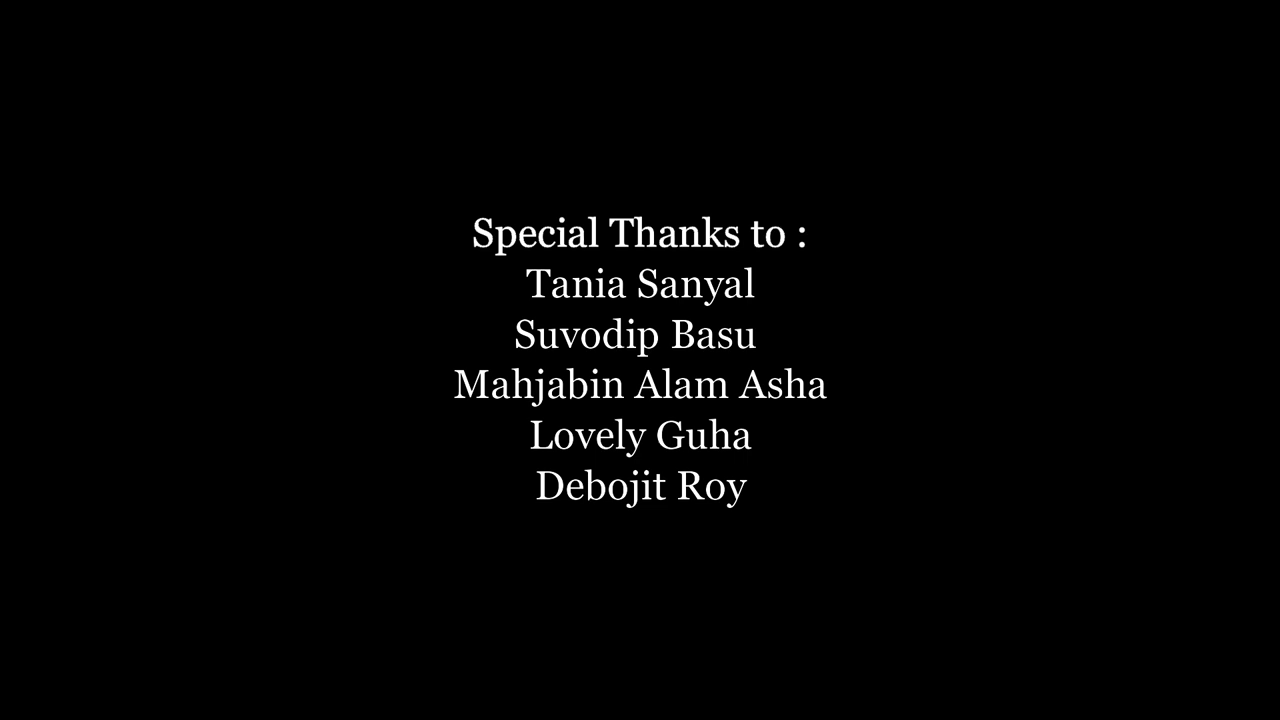 Special Thanks to :
Tania Sanyal
Suvodip Basu
Mahjabin Alam Asha
Lovely Guha
Debojit Roy